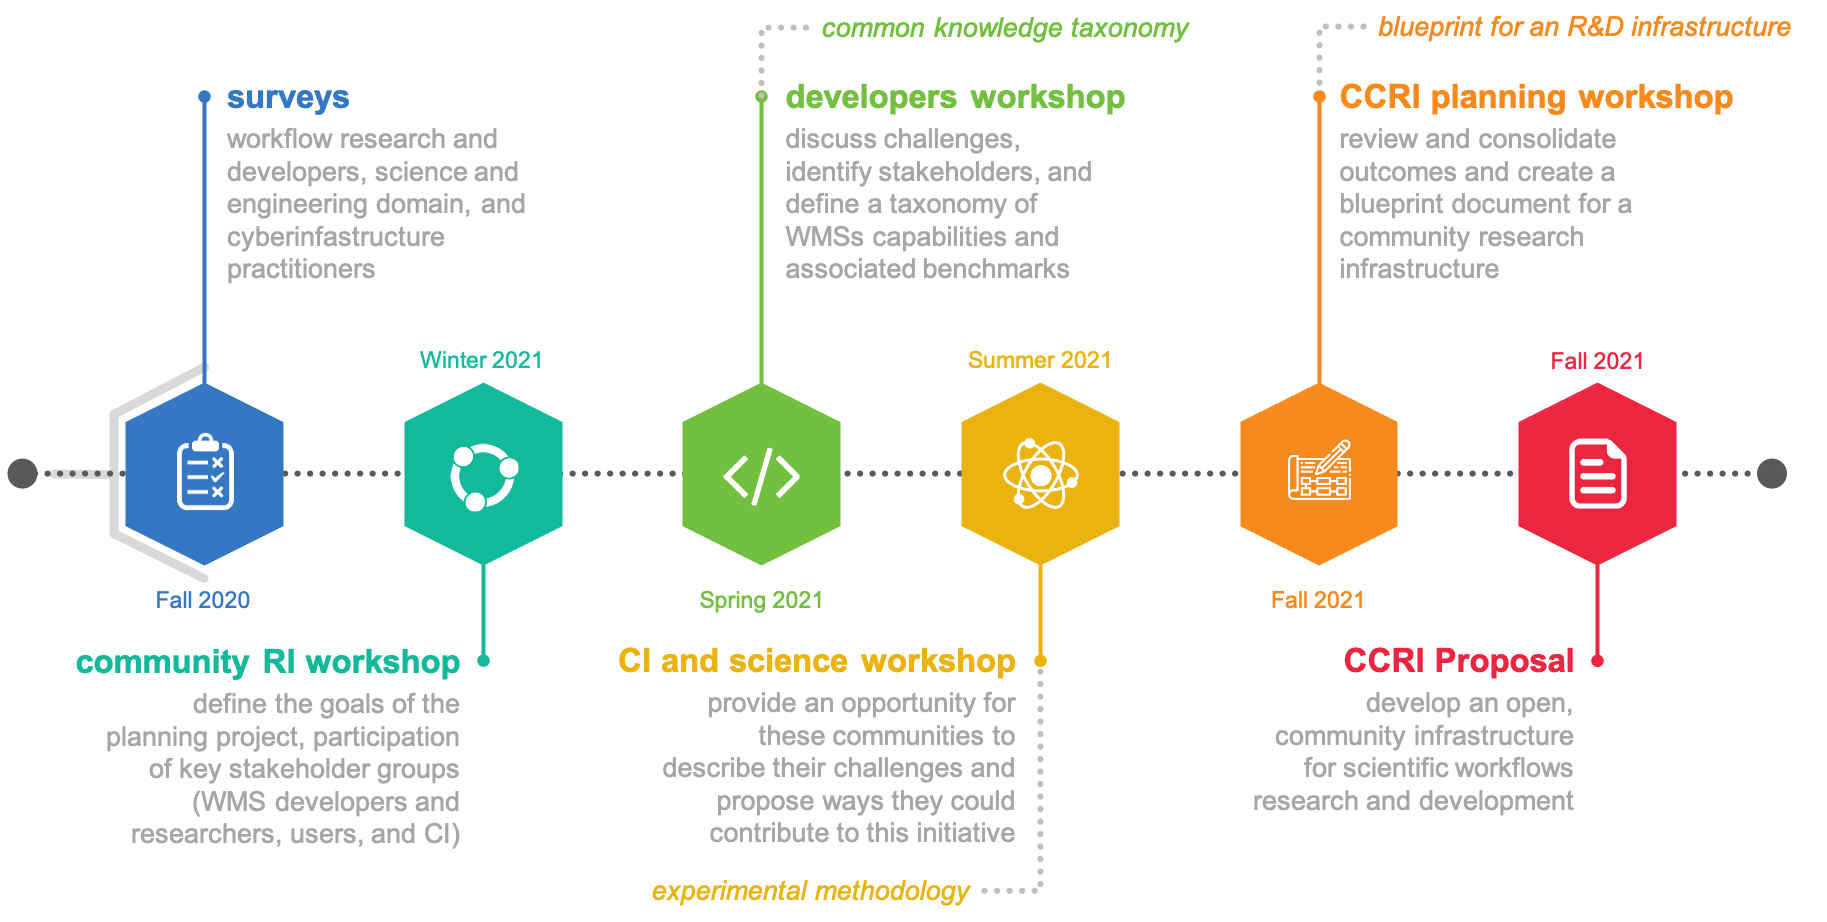 common knowledge taxonomy
blueprint for an R&D infrastructure
surveys
workflow research and
developers, science and
engineering domain, and
cyberinfastructure
practitioners
developers workshop
discuss challenges,
identify stakeholders, and
define a taxonomy of
WMSs capabilities and
associated benchmarks
CCRI planning workshop
review and consolidate
outcomes and create a
blueprint document for a
community research
infrastructure
Winter 2021
Summer 2021
Fall 2021
Fall 2020
Spring 2021
Fall 2021
community RI workshop
define the goals of the
planning project, participation
of key stakeholder groups
(WMS developers and
researchers, users, and CI)
CI and science workshop
provide an opportunity for
these communities to
describe their challenges and
propose ways they could
contribute to this initiative
experimental methodology
CCRI Proposal
develop an open,
community infrastructure
for scientific workflows
research and development